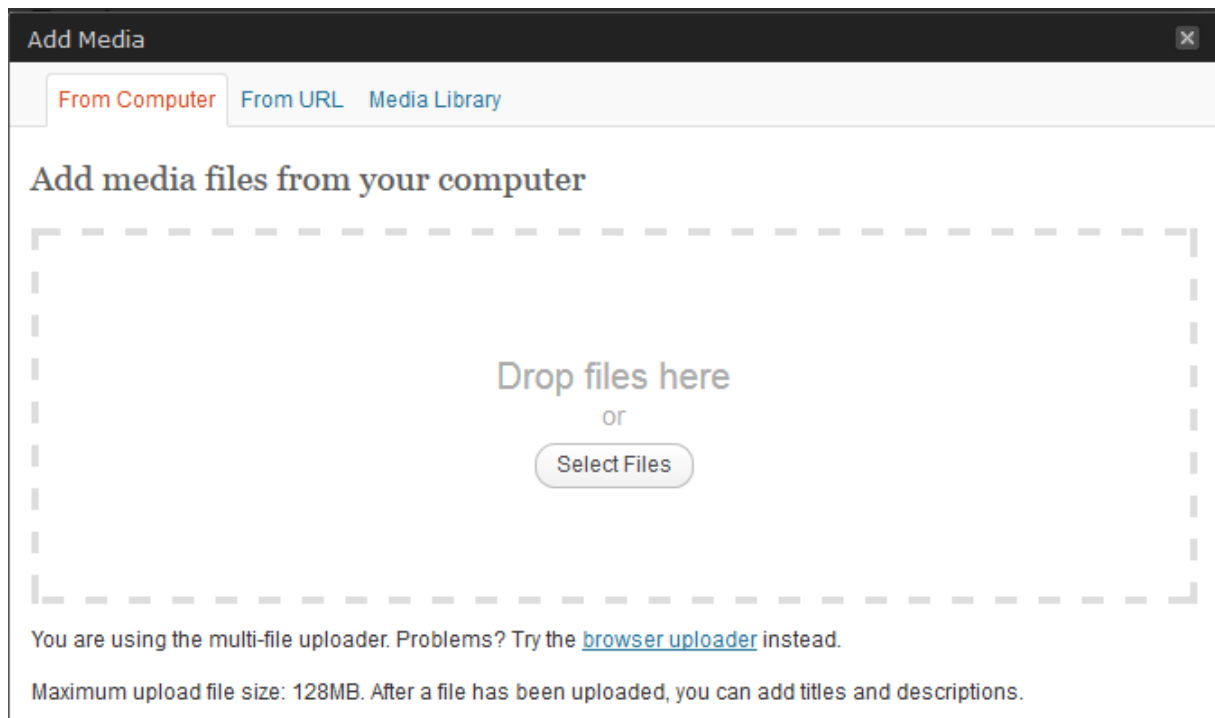 Add Media
From Computer From URL Media Library
Add media files from your computer
Drop files here
or
Select Files
You are using the multi-file uploader. Problems? Try the browser uploader instead.
Maximum upload file size: 128MB. After a file has been uploaded, you can add titles and descriptions.